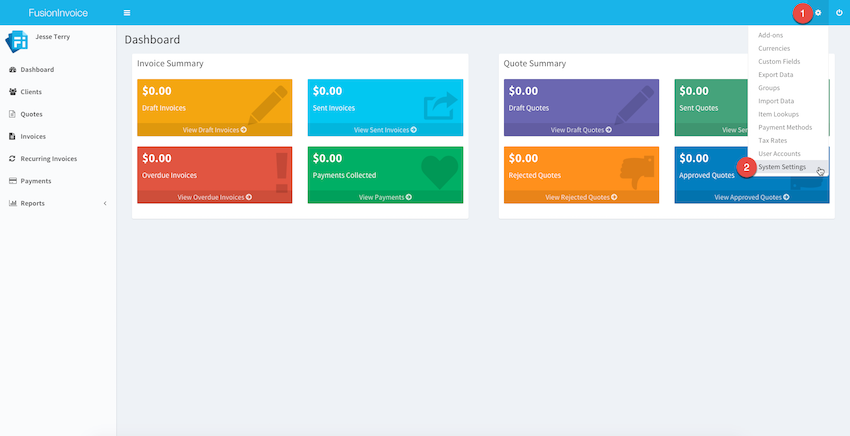 FusionInvoice
1
Jesse Terry
Dashboard
Clients
Quotes
Invoices
Recurring Invoices
Payments
Reports
Dashboard
Invoice Summary
$0.00
Draft Invoices
View Draft Invoices
$0.00
Sent Invoices
View Sent Invoices
$0.00
Overdue Invoices
View Overdue Invoices
$0.00
Payments Collected
View Payments
Quote Summary
$0.00
Draft Quotes
View Draft Quotes
$0.00
Sent Quotes
View Sen
$0.00
Rejected Quotes
View Rejected Quotes
$0.00
Approved Quotes
View Approved Quotes
Add-ons
Currencies
Custom Fields
Export Data
Groups
Import Data
Item Lookups
Payment Methods
Tax Rates
User Accounts
2
System Settings